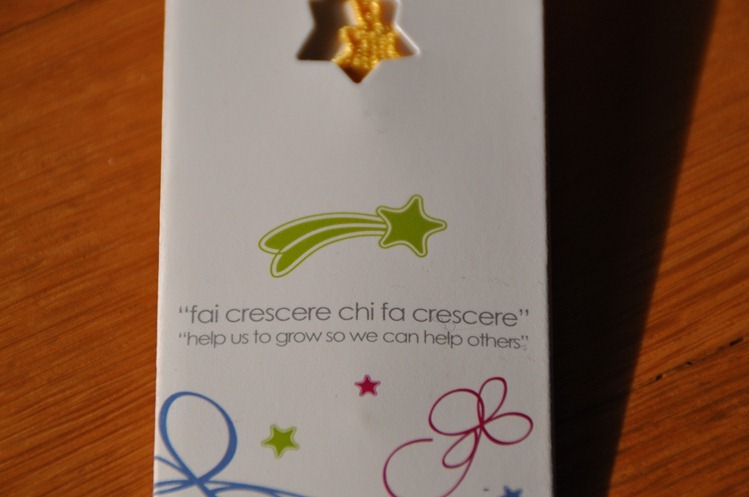 “fai crescere chi fa crescere”
“help us to grow so we can help others”